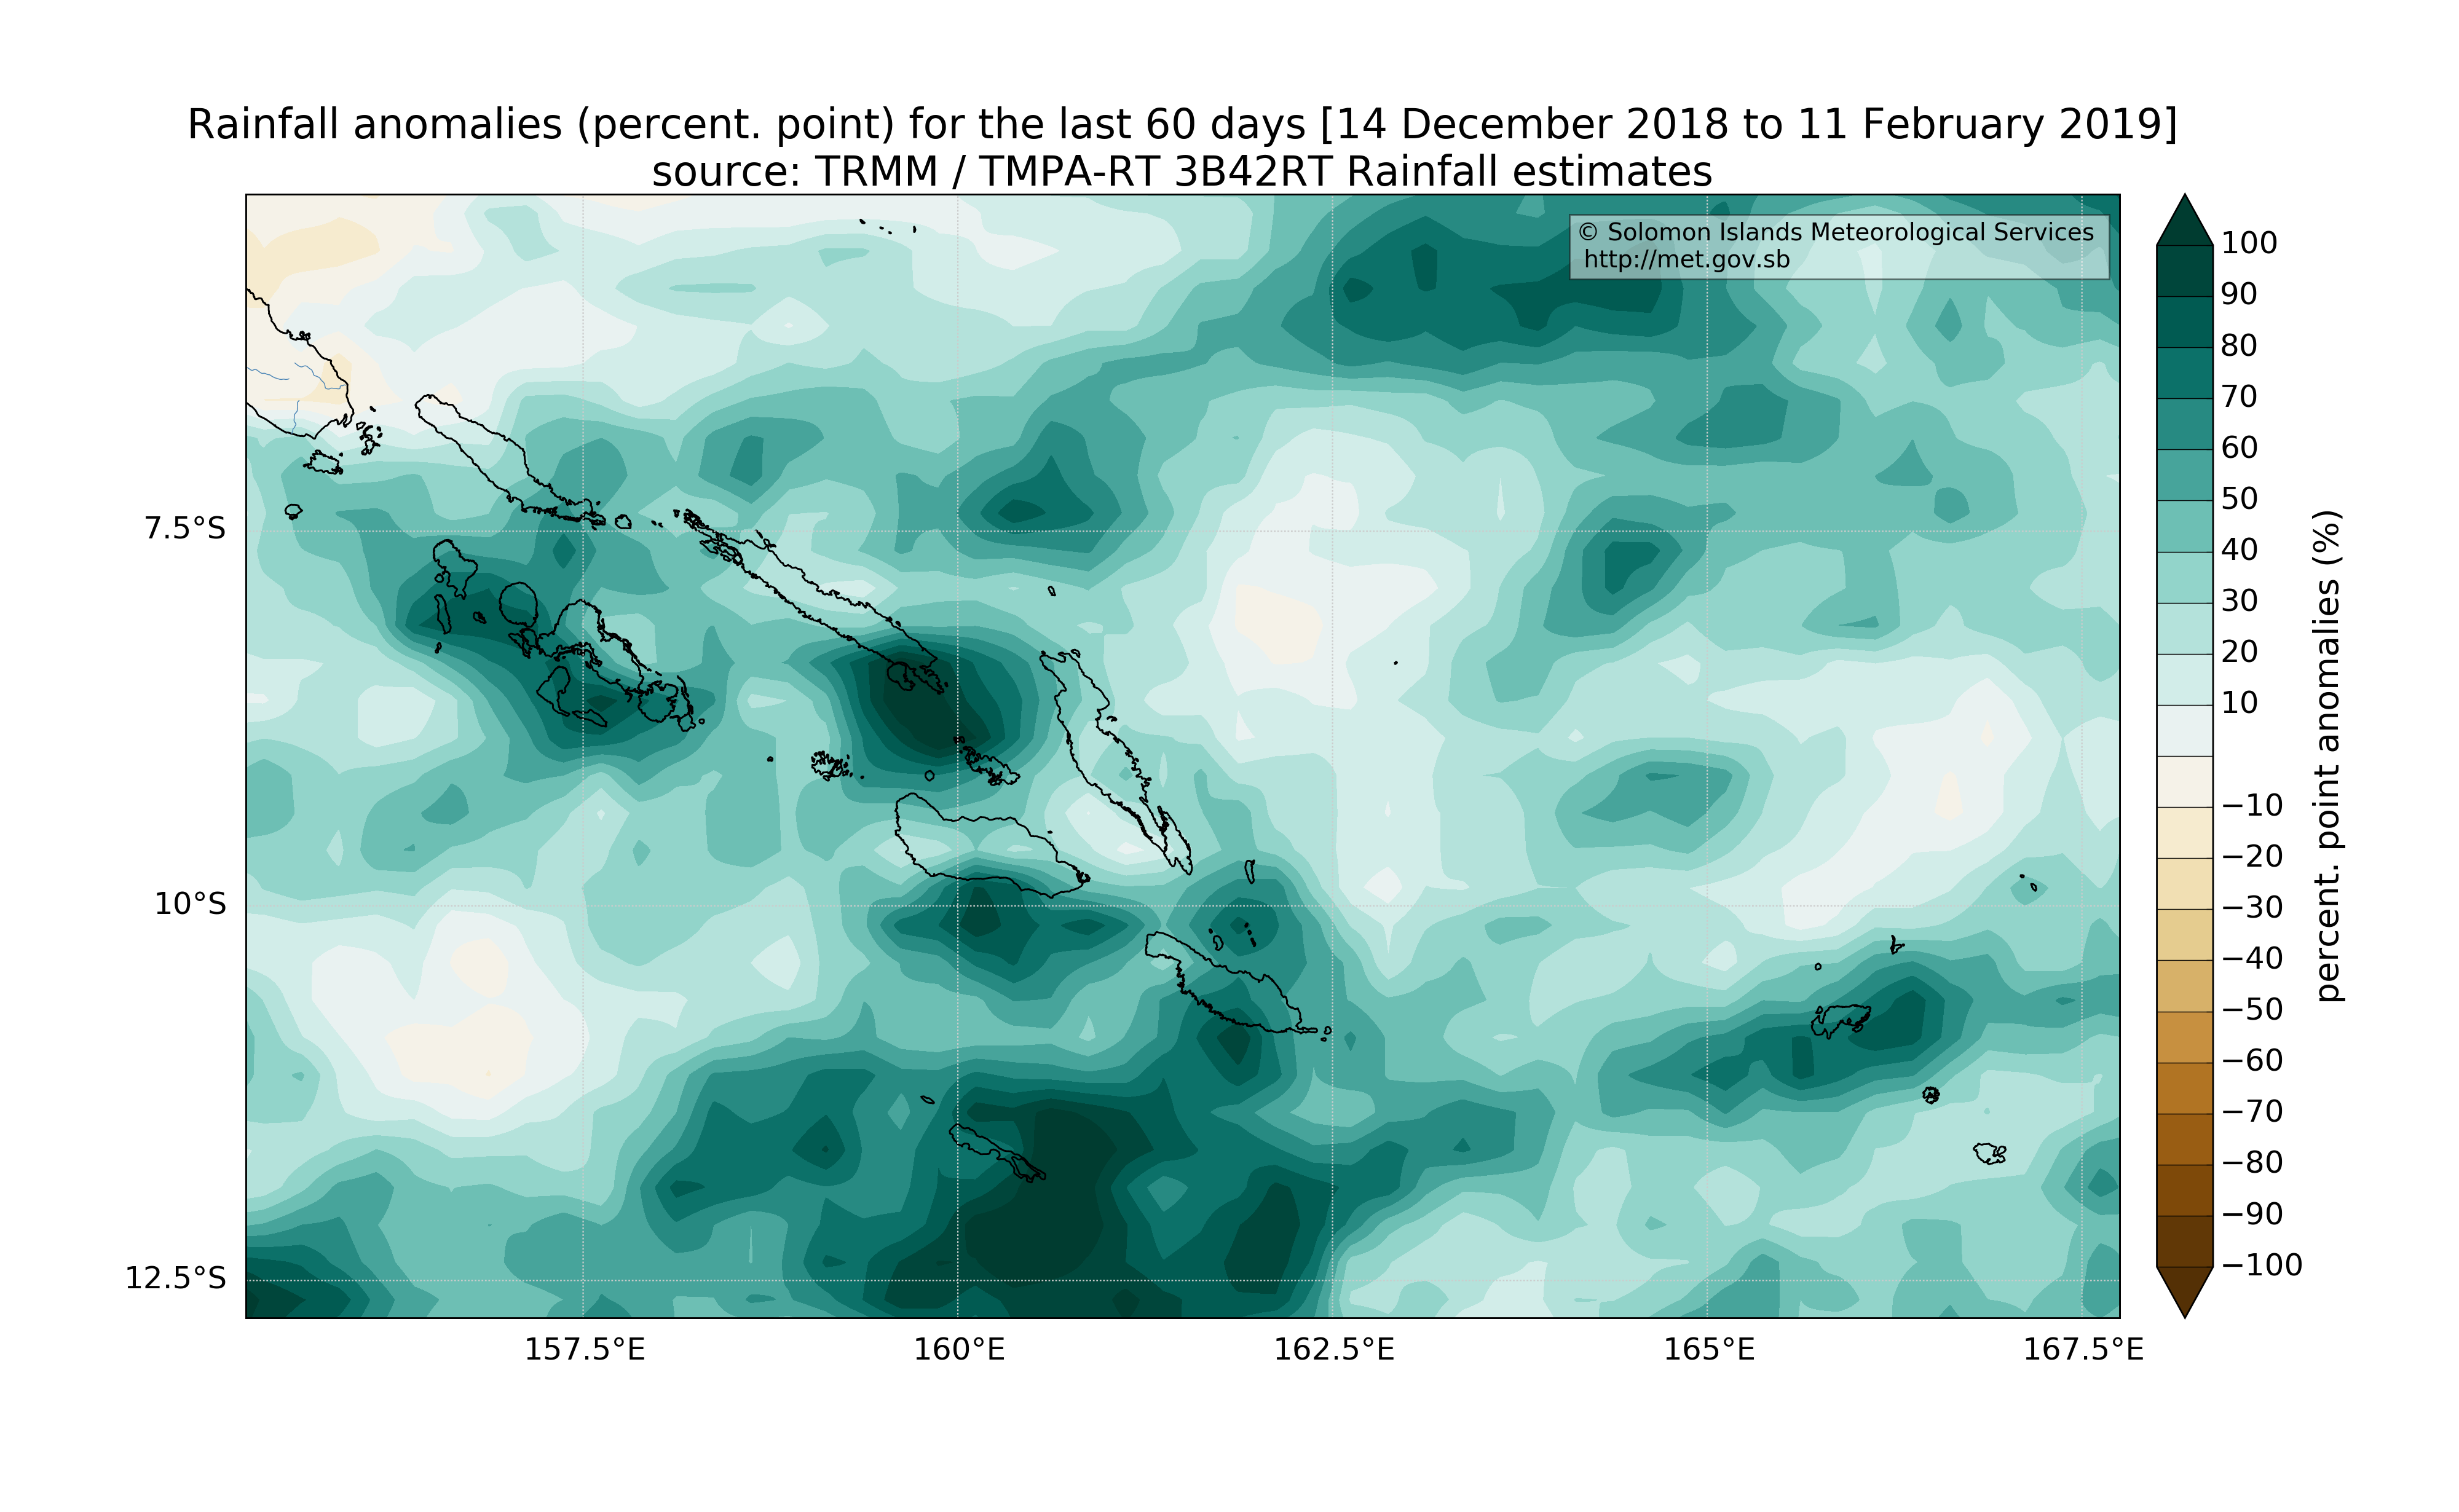 Rainfall anomalies (percent. point) for the last 60 days [14 December 2018 to 11 February 2019]
source: TRMM / TMPA-RT 3B42RT Rainfall estimates
© Solomon Islands Meteorological Services
http://met.gov.sb
7.5°S
10°S
12.5°S
157.5°E
160°E
162.5°E
165°E
167.5°E
100
90
80
70
60
50
40
30
20
10
−10
−20
−30
−40
−50
−60
−70
−80
−90
−100
percent. point anomalies (%)